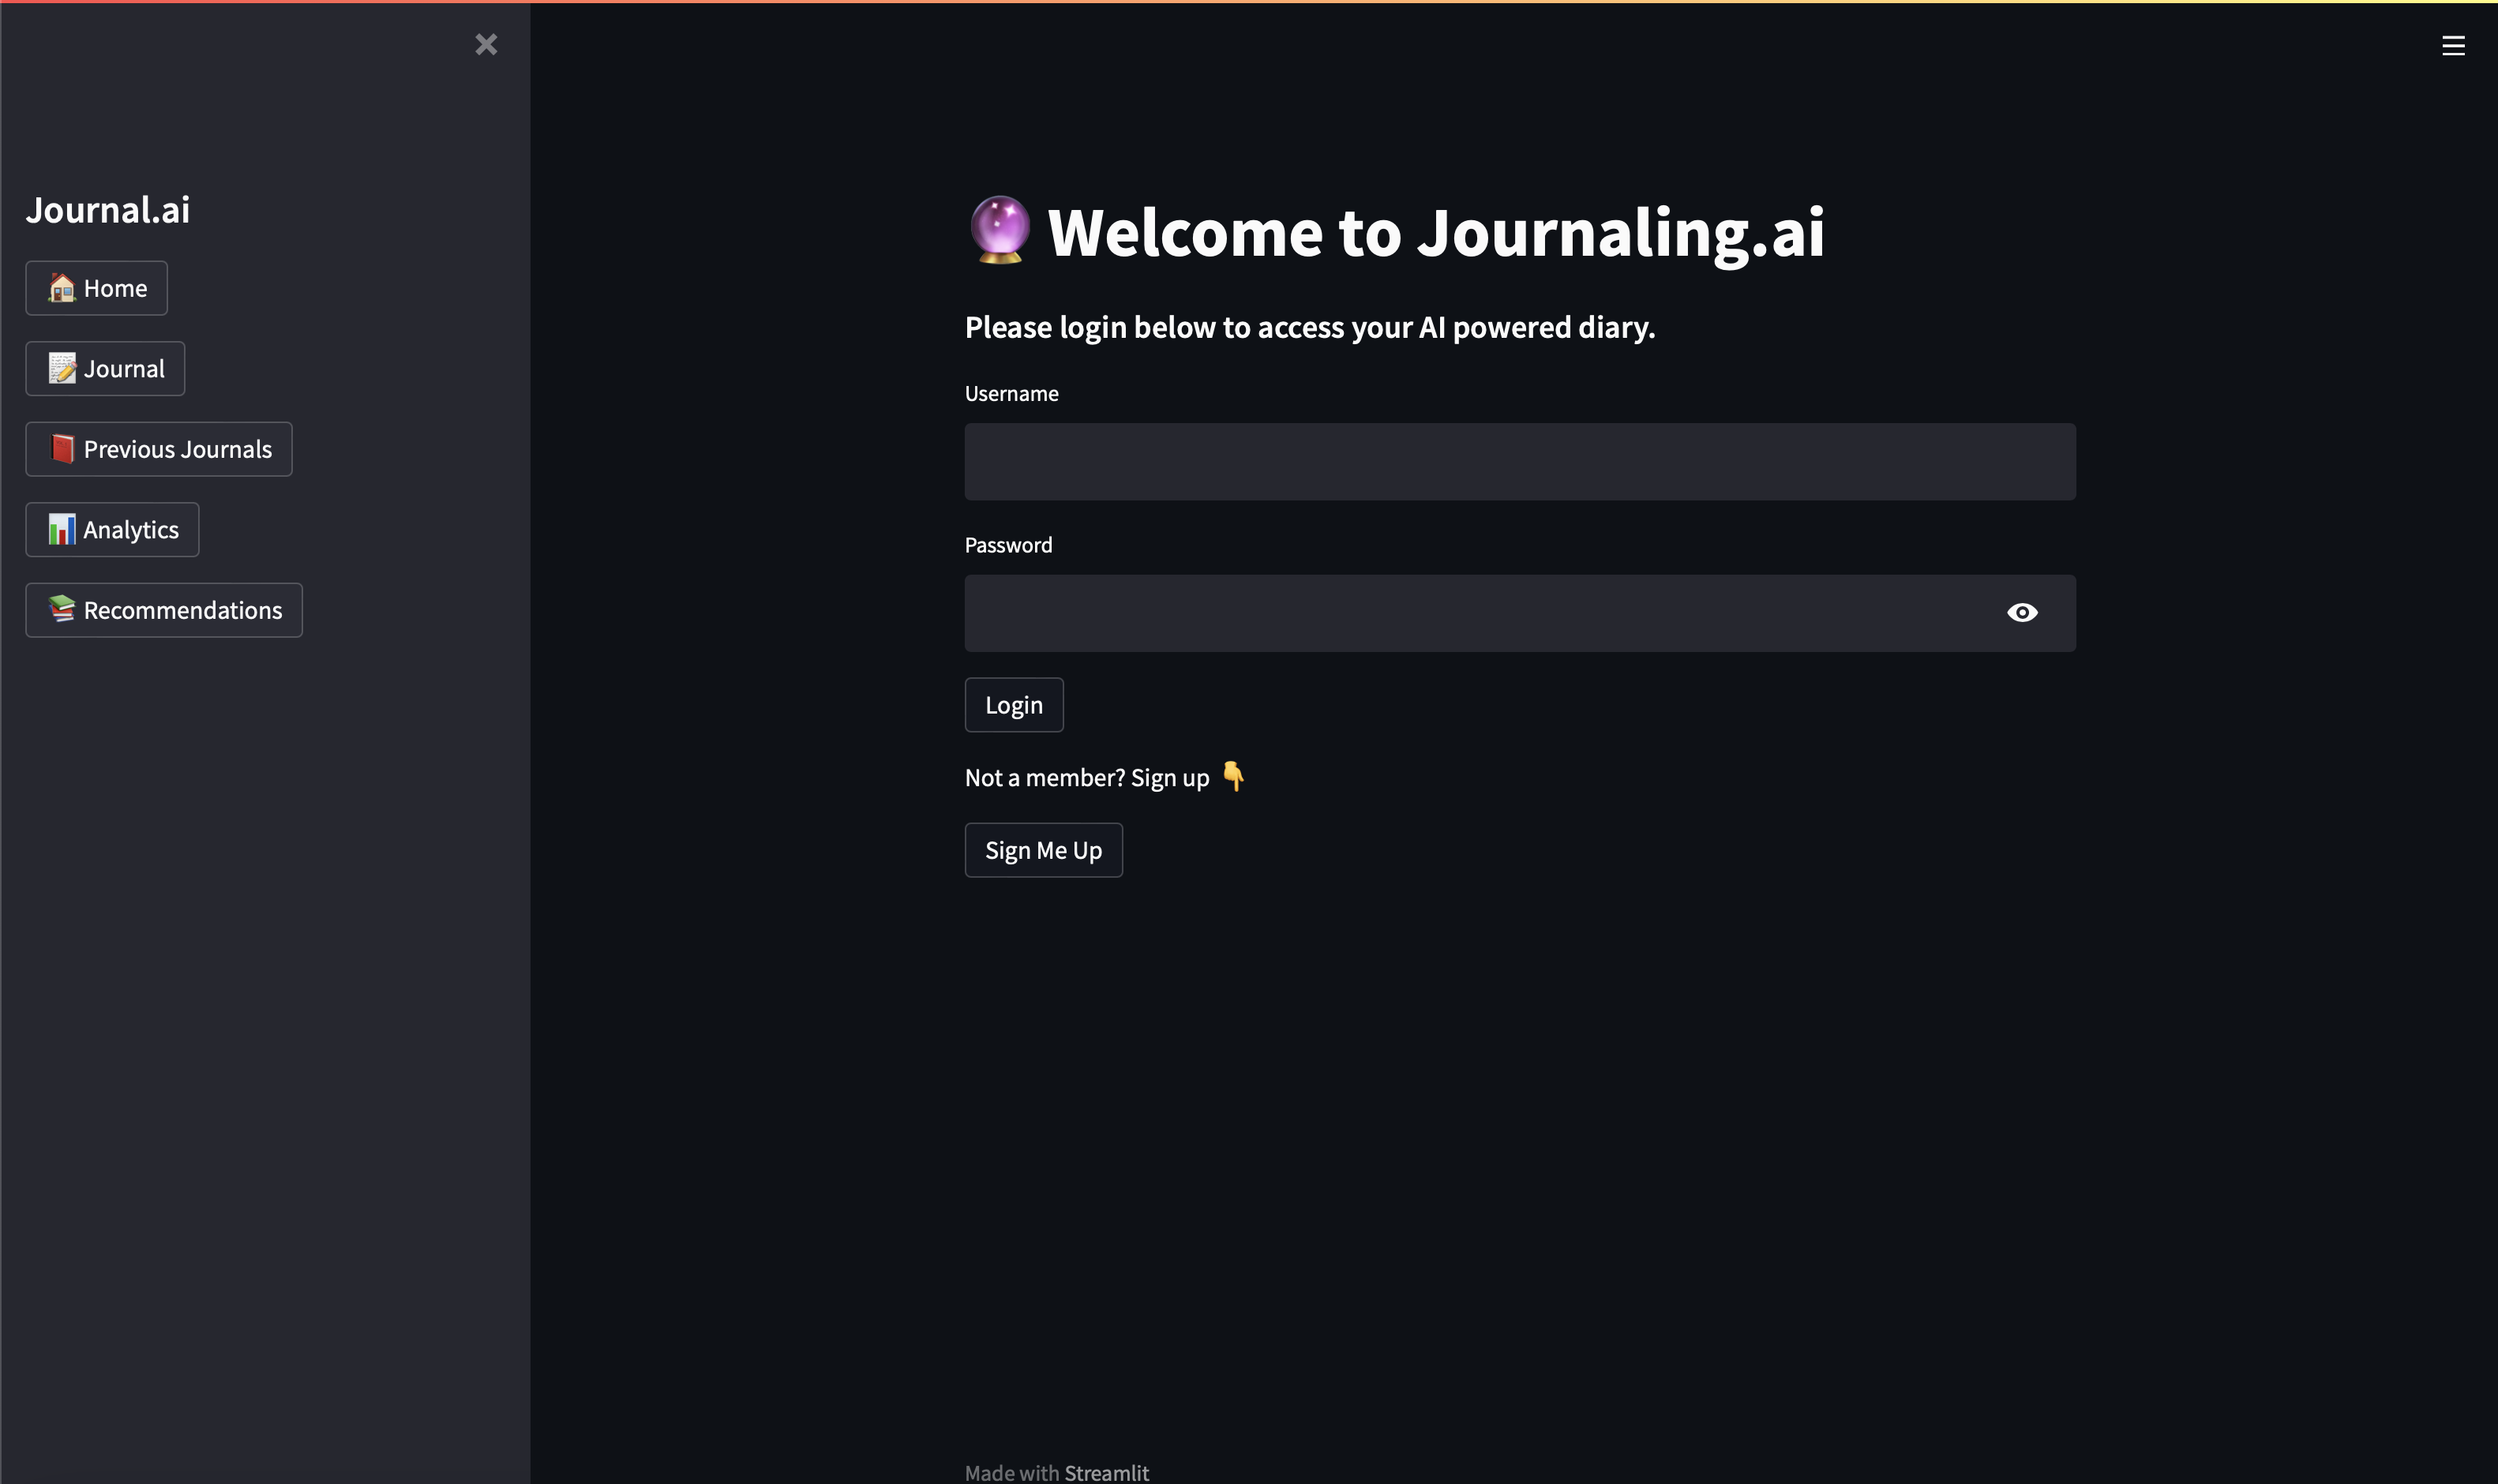 Journal.ai
🏠 Home
📝 Journal
📕 Previous Journals
📊 Analytics
📚 Recommendations
🔮 Welcome to Journaling.ai
Please login below to access your AI powered diary.
Username
Password
Login
Not a member? Sign up 👇
Sign Me Up
Made with Streamlit